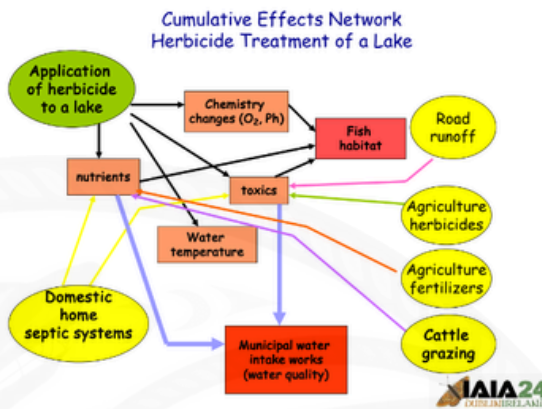 Cumulative Effects Network
Herbicide Treatment of a Lake
Application
of herbicide
to a lake
Chemistry
changes (O₂, Ph)
Fish
habitat
Road
runoff
nutrients
toxics
Agriculture
herbicides
Water
temperature
Agriculture
fertilizers
Domestic
home
septic systems
Municipal water
intake works
(water quality)
Cattle
grazing
IAIA24
DUBLIN IRELAND